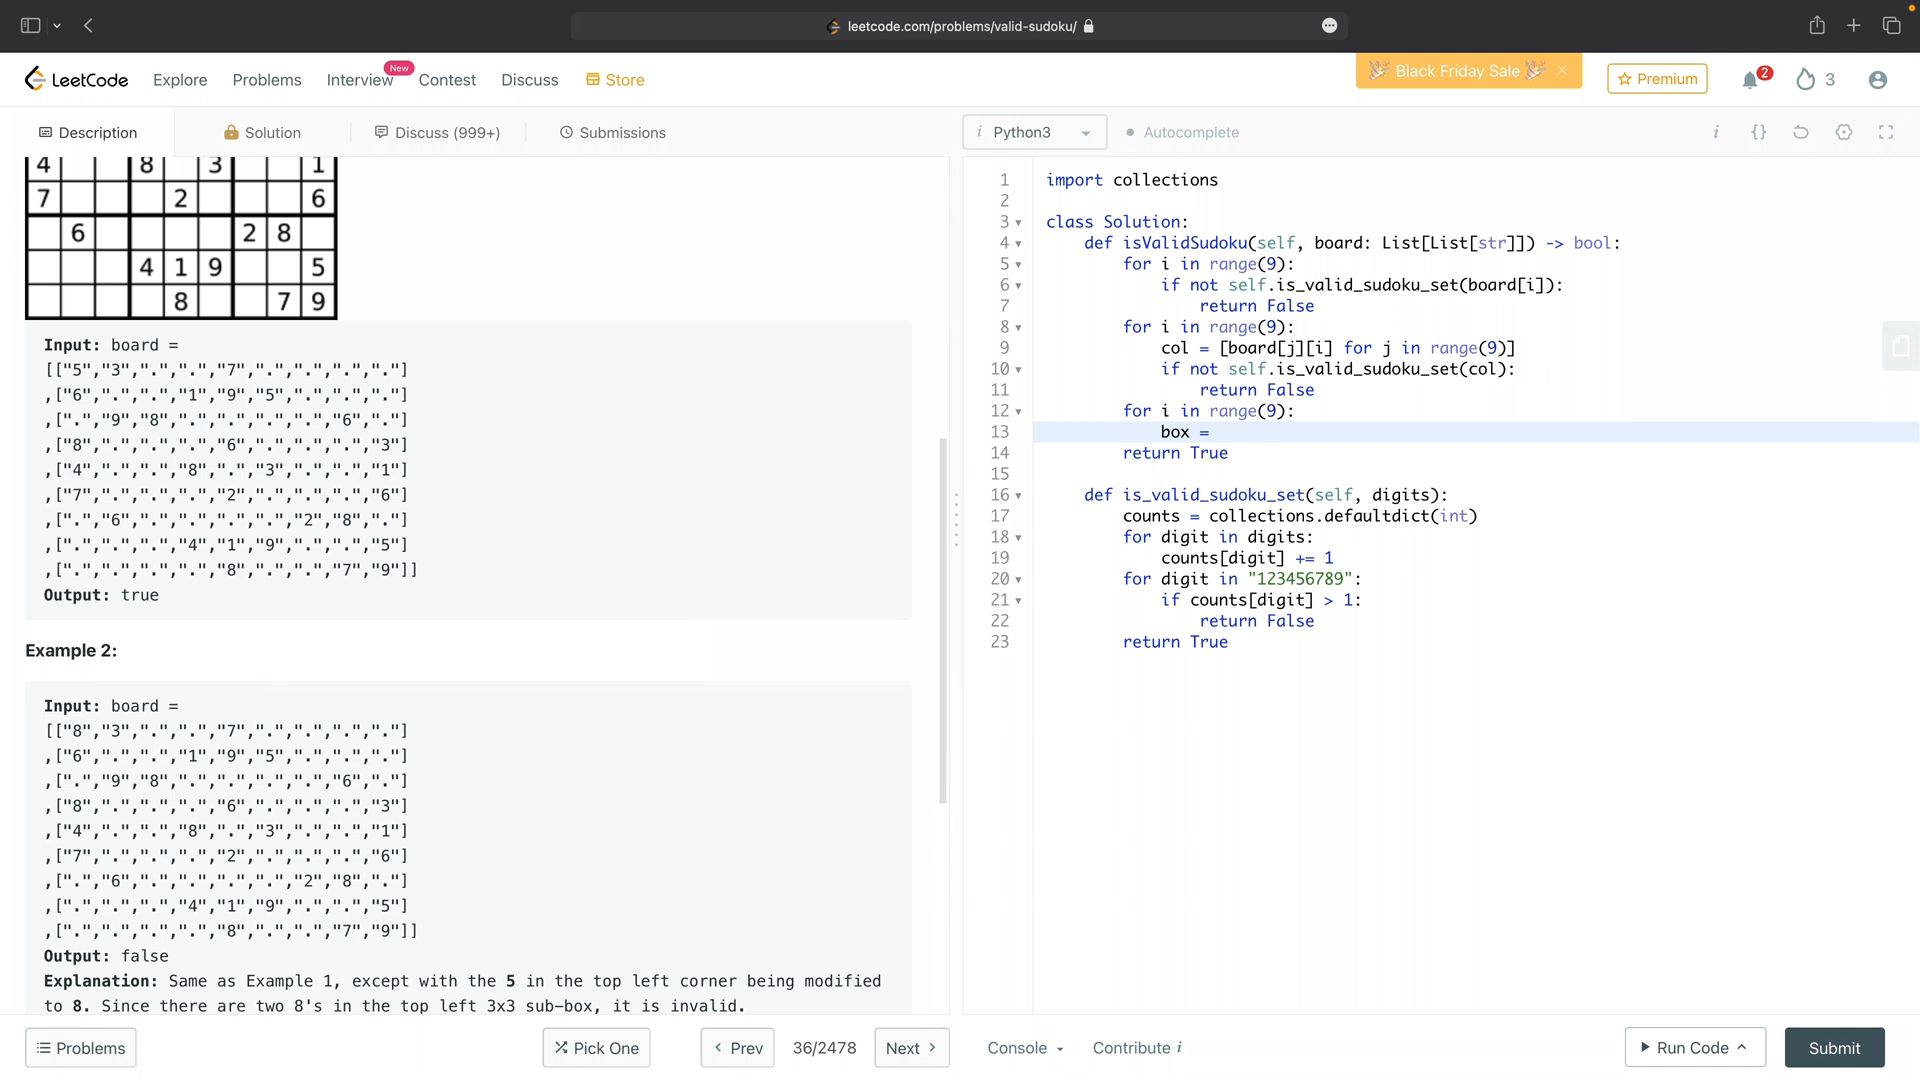 leetcode.com/problems/valid-sudoku/
LeetCode Explore Problems Interview New Contest Discuss Store Black Friday Sale Premium 2 3
Description Solution Discuss (999+) Submissions
4 8 3 1
7 2 6
6 2 8
4 1 9 5
8 7 9
Input: board =
[["5","3",".",".","7",".",".",".","."]
,["6",".",".","1","9","5",".",".","."]
,[".","9","8",".",".",".",".","6","."]
,["8",".",".",".","6",".",".",".","3"]
,["4",".",".","8",".","3",".",".","1"]
,["7",".",".",".","2",".",".",".","6"]
,[".","6",".",".",".",".","2","8","."]
,[".",".",".","4","1","9",".",".","5"]
,[".",".",".",".","8",".",".","7","9"]]
Output: true
Example 2:
Input: board =
[["8","3",".",".","7",".",".",".","."]
,["6",".",".","1","9","5",".",".","."]
,[".","9","8",".",".",".",".","6","."]
,["8",".",".",".","6",".",".",".","3"]
,["4",".",".","8",".","3",".",".","1"]
,["7",".",".",".","2",".",".",".","6"]
,[".","6",".",".",".",".","2","8","."]
,[".",".",".","4","1","9",".",".","5"]
,[".",".",".",".","8",".",".","7","9"]]
Output: false
Explanation: Same as Example 1, except with the 5 in the top left corner being modified
to 8. Since there are two 8's in the top left 3x3 sub-box, it is invalid.
Problems Pick One Prev 36/2478 Next
i Python3 Autocomplete i {}
1 import collections
2
3 class Solution:
4 def isValidSudoku(self, board: List[List[str]]) -> bool:
5 for i in range(9):
6 if not self.is_valid_sudoku_set(board[i]):
7 return False
8 for i in range(9):
9 col = [board[j][i] for j in range(9)]
10 if not self.is_valid_sudoku_set(col):
11 return False
12 for i in range(9):
13 box =
14 return True
15
16 def is_valid_sudoku_set(self, digits):
17 counts = collections.defaultdict(int)
18 for digit in digits:
19 counts[digit] += 1
20 for digit in "123456789":
21 if counts[digit] > 1:
22 return False
23 return True
Console Contribute i Run Code Submit